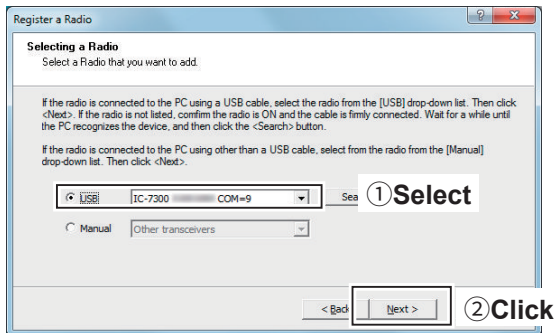 Register a Radio
Selecting a Radio
Select a Radio that you want to add.
If the radio is connected to the PC using a USB cable, select the radio from the [USB] drop-down list. Then click
<Next>. If the radio is not listed, comfirm the radio is ON and the cable is firmly connected. Wait for a while until
the PC recognizes the device, and then click the <Search> button.
If the radio is connected to the PC using other than a USB cable, select from the radio from the [Manual]
drop-down list. Then click <Next>.
USB IC-7300 COM=9 ①Select
Manual Other transceivers
< Back Next > ②Click